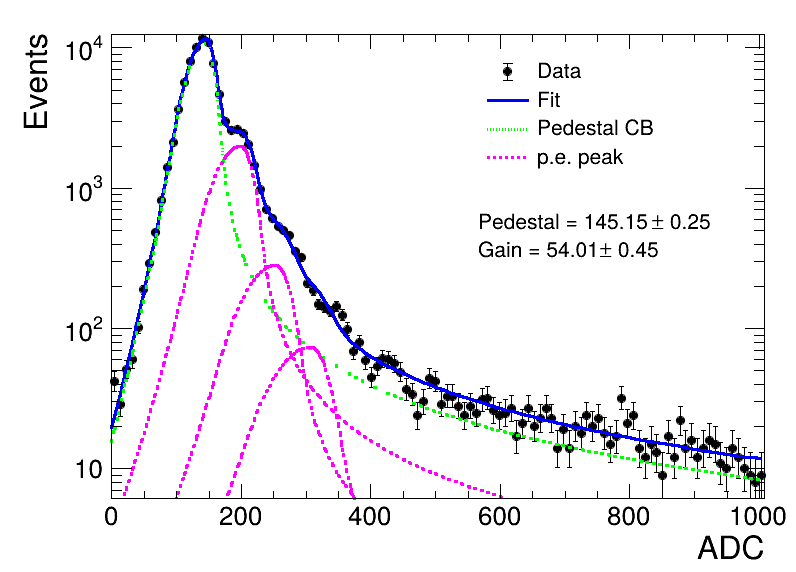 Events
10⁴
10³
10²
10
Data
Fit
Pedestal CB
p.e. peak
Pedestal = 145.15± 0.25
Gain = 54.01± 0.45
0 200 400 600 800 1000
ADC